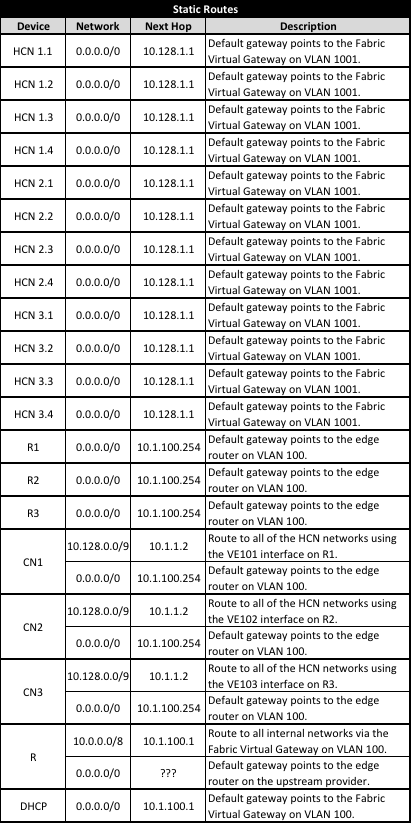 Static Routes
Device Network Next Hop Description
HCN 1.1 0.0.0.0/0 10.128.1.1 Default gateway points to the Fabric
Virtual Gateway on VLAN 1001.
HCN 1.2 0.0.0.0/0 10.128.1.1 Default gateway points to the Fabric
Virtual Gateway on VLAN 1001.
HCN 1.3 0.0.0.0/0 10.128.1.1 Default gateway points to the Fabric
Virtual Gateway on VLAN 1001.
HCN 1.4 0.0.0.0/0 10.128.1.1 Default gateway points to the Fabric
Virtual Gateway on VLAN 1001.
HCN 2.1 0.0.0.0/0 10.128.1.1 Default gateway points to the Fabric
Virtual Gateway on VLAN 1001.
HCN 2.2 0.0.0.0/0 10.128.1.1 Default gateway points to the Fabric
Virtual Gateway on VLAN 1001.
HCN 2.3 0.0.0.0/0 10.128.1.1 Default gateway points to the Fabric
Virtual Gateway on VLAN 1001.
HCN 2.4 0.0.0.0/0 10.128.1.1 Default gateway points to the Fabric
Virtual Gateway on VLAN 1001.
HCN 3.1 0.0.0.0/0 10.128.1.1 Default gateway points to the Fabric
Virtual Gateway on VLAN 1001.
HCN 3.2 0.0.0.0/0 10.128.1.1 Default gateway points to the Fabric
Virtual Gateway on VLAN 1001.
HCN 3.3 0.0.0.0/0 10.128.1.1 Default gateway points to the Fabric
Virtual Gateway on VLAN 1001.
HCN 3.4 0.0.0.0/0 10.128.1.1 Default gateway points to the Fabric
Virtual Gateway on VLAN 1001.
R1 0.0.0.0/0 10.1.100.254 Default gateway points to the edge
router on VLAN 100.
R2 0.0.0.0/0 10.1.100.254 Default gateway points to the edge
router on VLAN 100.
R3 0.0.0.0/0 10.1.100.254 Default gateway points to the edge
router on VLAN 100.
CN1 10.128.0.0/9 10.1.1.2 Route to all of the HCN networks using
the VE101 interface on R1.
0.0.0.0/0 10.1.100.254 Default gateway points to the edge
router on VLAN 100.
CN2 10.128.0.0/9 10.1.1.2 Route to all of the HCN networks using
the VE102 interface on R2.
0.0.0.0/0 10.1.100.254 Default gateway points to the edge
router on VLAN 100.
CN3 10.128.0.0/9 10.1.1.2 Route to all of the HCN networks using
the VE103 interface on R3.
0.0.0.0/0 10.1.100.254 Default gateway points to the edge
router on VLAN 100.
R 10.0.0.0/8 10.1.100.1 Route to all internal networks via the
Fabric Virtual Gateway on VLAN 100.
0.0.0.0/0 ??? Default gateway points to the edge
router on the upstream provider.
DHCP 0.0.0.0/0 10.1.100.1 Default gateway points to the Fabric
Virtual Gateway on VLAN 100.